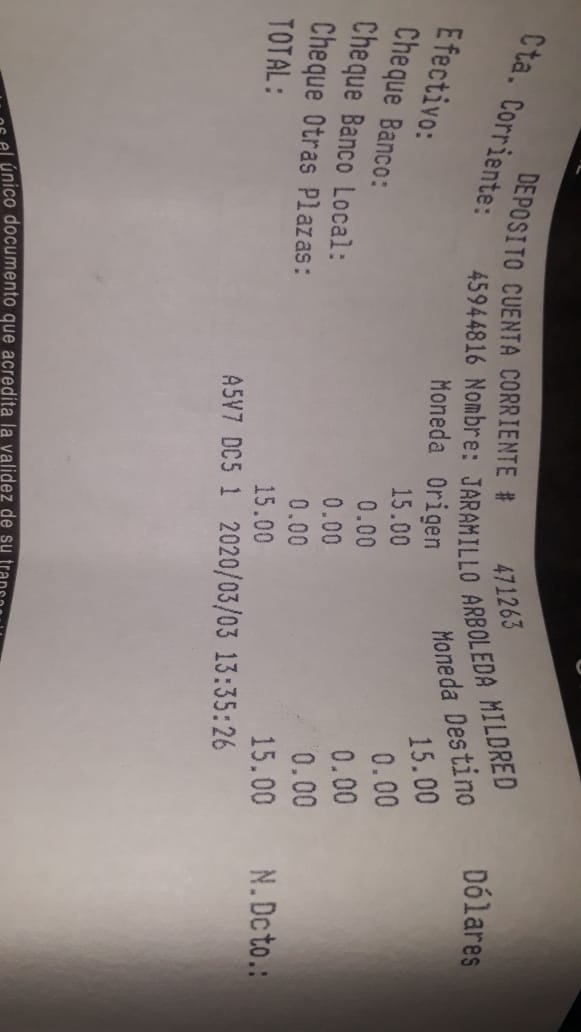 DEPOSITO CUENTA CORRIENTE # 471263
Cta. Corriente: 45944816 Nombre: JARAMILLO ARBOLEDA MILDRED
Moneda Origen Moneda Destino Dólares
Efectivo: 15.00 15.00
Cheque Banco: 0.00 0.00
Cheque Banco Local: 0.00 0.00
Cheque Otras Plazas: 0.00 0.00
TOTAL: 15.00 15.00 N.Dcto.:
A5V7 DC5 1 2020/03/03 13:35:26
es el único documento que acredita la validez de su